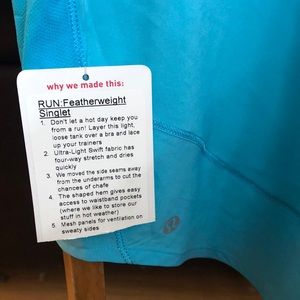 why we made this:
RUN:Featherweight
Singlet
1. Don't let a hot day keep you
from a run! Layer this light,
loose tank over a bra and lace
up your trainers
2. Ultra-Light Swift fabric has
four-way stretch and dries
quickly
3. We moved the side seams away
from the underarms to cut the
chances of chafe
4. The shaped hem gives easy
access to waistband pockets
(where we like to store our
stuff in hot weather)
5. Mesh panels for ventilation on
sweaty sides